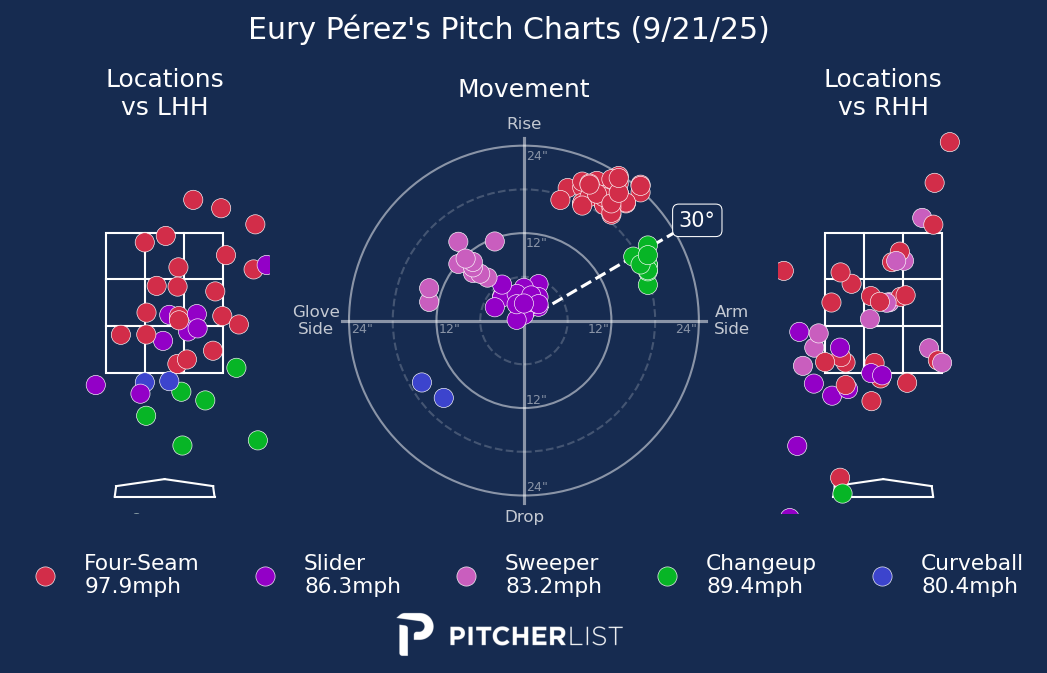 Eury Pérez's Pitch Charts (9/21/25)
Locations
vs LHH
Movement
Locations
vs RHH
Rise
24"
12"
30°
Glove
Side
24"
12"
12"
24"
Arm
Side
12"
24"
Drop
Four-Seam
97.9mph
Slider
86.3mph
Sweeper
83.2mph
Changeup
89.4mph
Curveball
80.4mph
PITCHERLIST